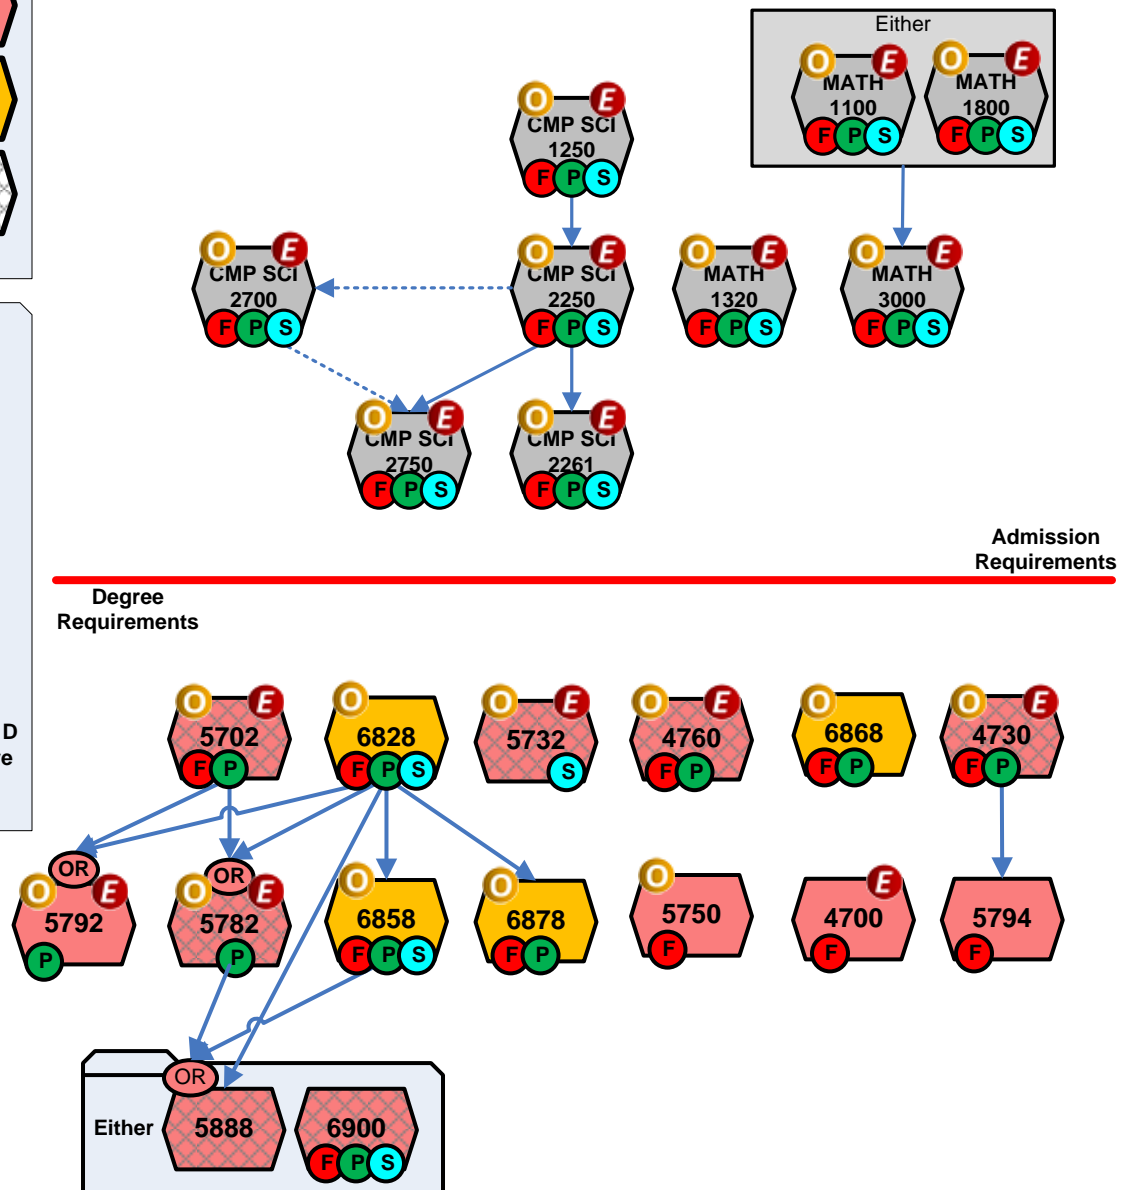 Either
O E
MATH
1100
F P S
O E
MATH
1800
F P S
O E
CMP SCI
1250
F P S
O E
CMP SCI
2700
F P S
O E
CMP SCI
2250
F P S
O E
MATH
1320
F P S
O E
MATH
3000
F P S
O E
CMP SCI
2750
F P S
O E
CMP SCI
2261
F P S
Admission
Requirements
Degree
Requirements
D
O E
5702
F P
O
6828
F P S
O E
5732
S
O E
4760
F P
O
6868
F P
O E
4730
F P
OR
O E
5792
P
OR
O E
5782
P
O
6858
F P S
O
6878
F P
O
5750
F
E
4700
F
5794
F
OR
Either
5888
6900
F P S